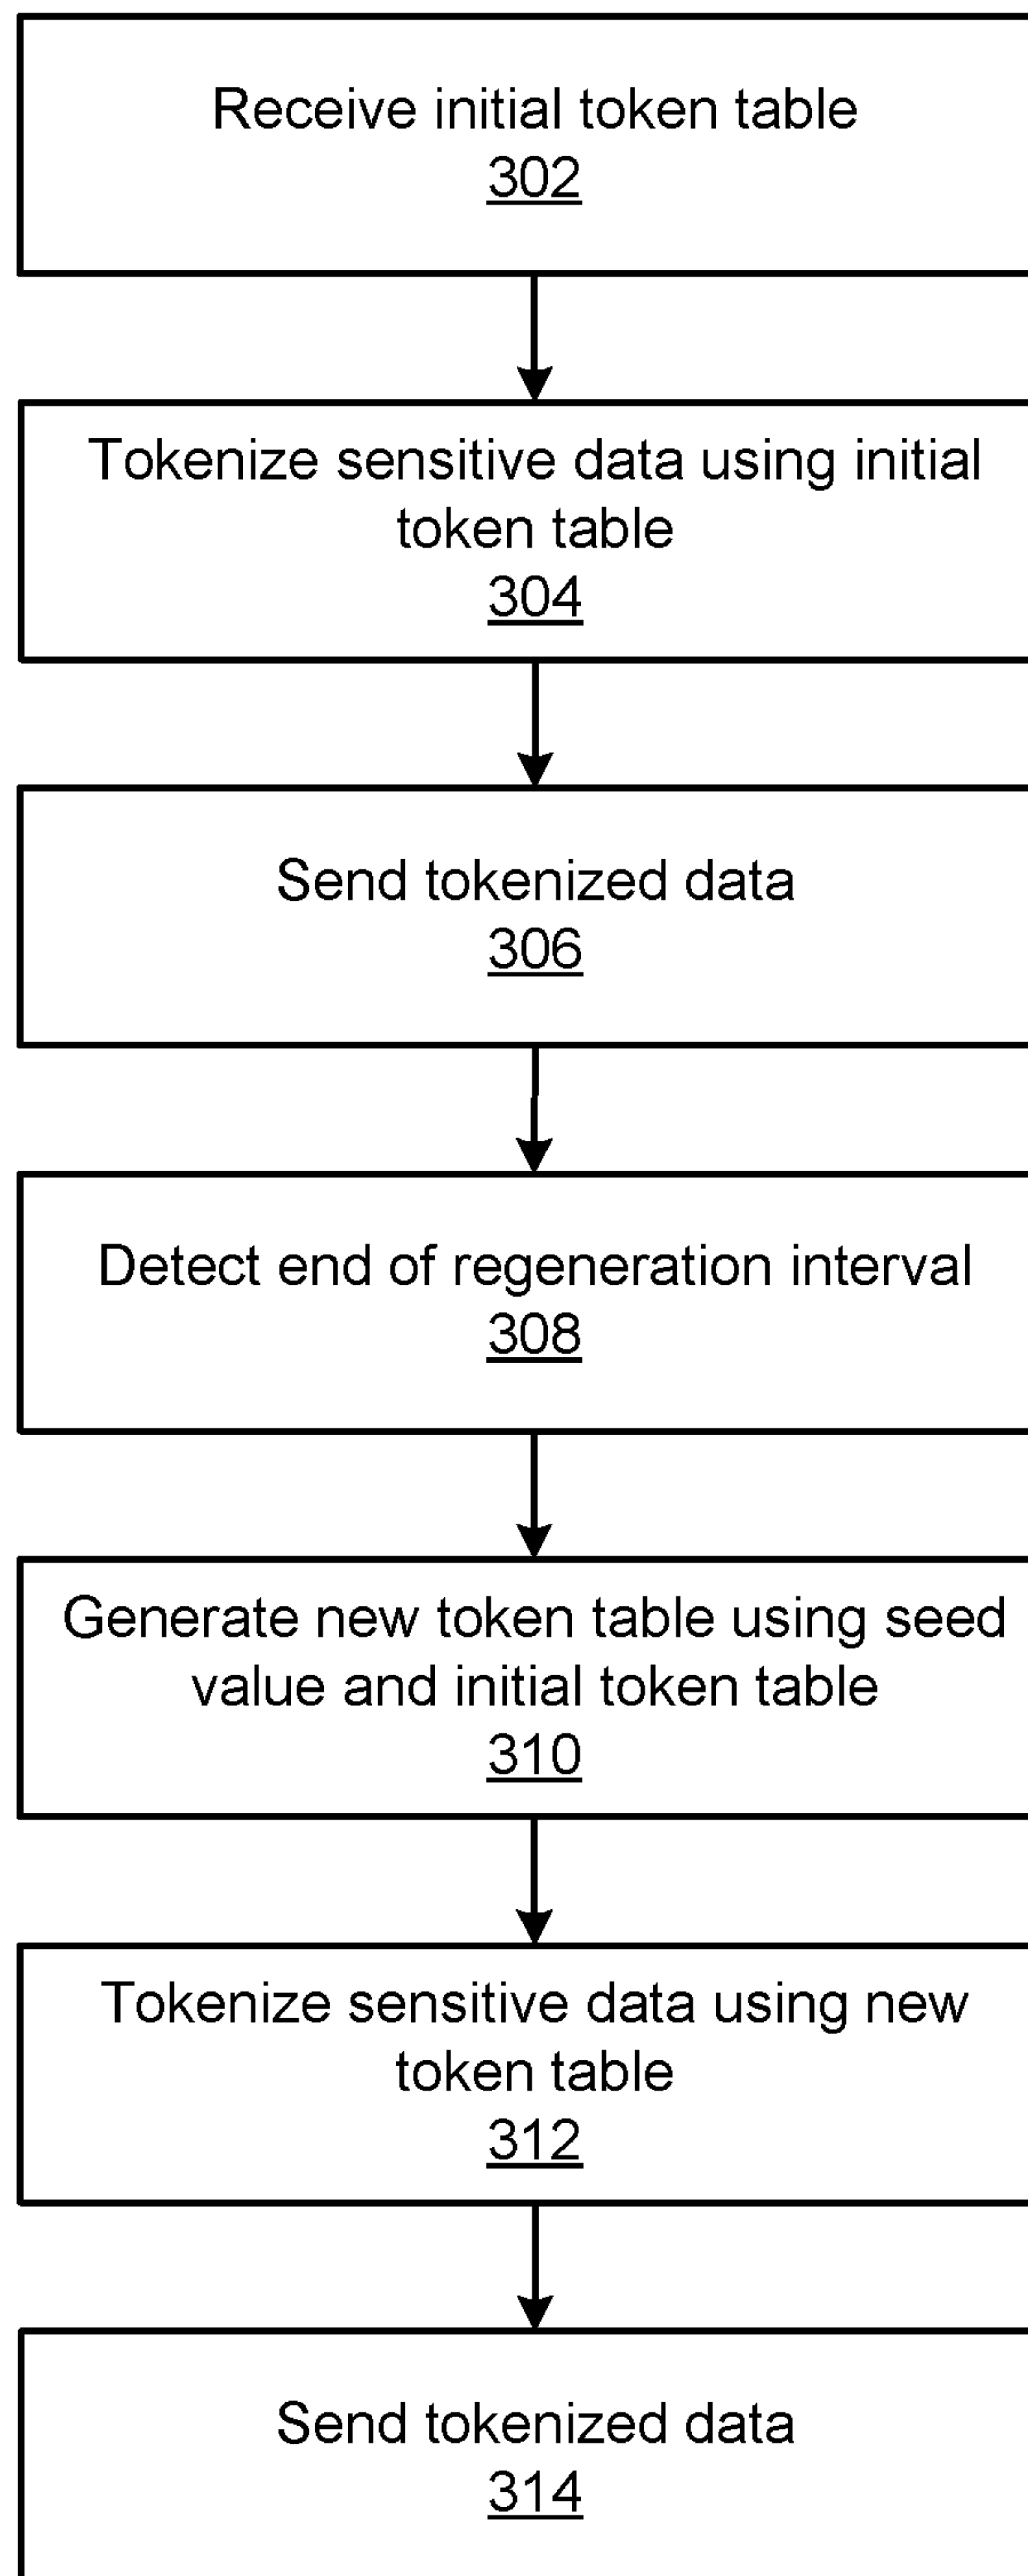 Receive initial token table
302
Tokenize sensitive data using initial
token table
304
Send tokenized data
306
Detect end of regeneration interval
308
Generate new token table using seed
value and initial token table
310
Tokenize sensitive data using new
token table
312
Send tokenized data
314